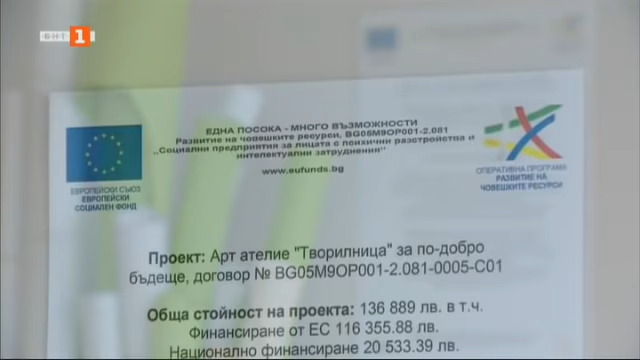 БНТ 1
ЕДНА ПОСОКА - МНОГО ВЪЗМОЖНОСТИ
Развитие на човешките ресурси, BG05M9OP001-2.081
„Социални предприятия за лицата с психични разстройства и
интелектуални затруднения"
www.eufunds.bg
ЕВРОПЕЙСКИ СЪЮЗ
ЕВРОПЕЙСКИ
СОЦИАЛЕН ФОНД
ОПЕРАТИВНА ПРОГРАМА
РАЗВИТИЕ НА
ЧОВЕШКИТЕ РЕСУРСИ
Проект: Арт ателие "Творилница" за по-добро
бъдеще, договор № BG05M9OP001-2.081-0005-C01
Обща стойност на проекта: 136 889 лв. в т.ч.
Финансиране от ЕС 116 355.88 лв.
Национално финансиране 20 533.39 лв.